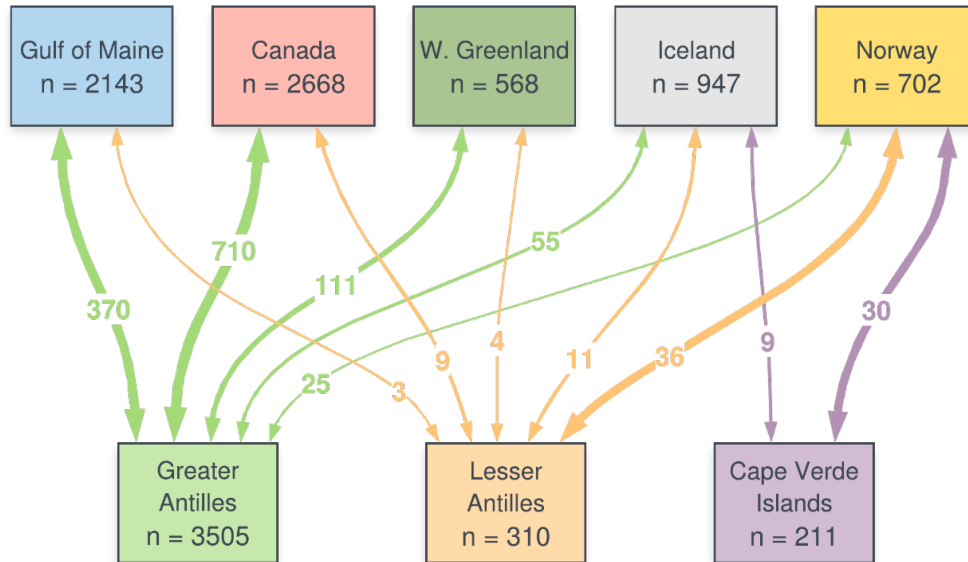 Gulf of Maine
n = 2143
Canada
n = 2668
W. Greenland
n = 568
Iceland
n = 947
Norway
n = 702
55
710
111
370
30
4
9
11
36
9
25
3
Greater
Antilles
n = 3505
Lesser
Antilles
n = 310
Cape Verde
Islands
n = 211